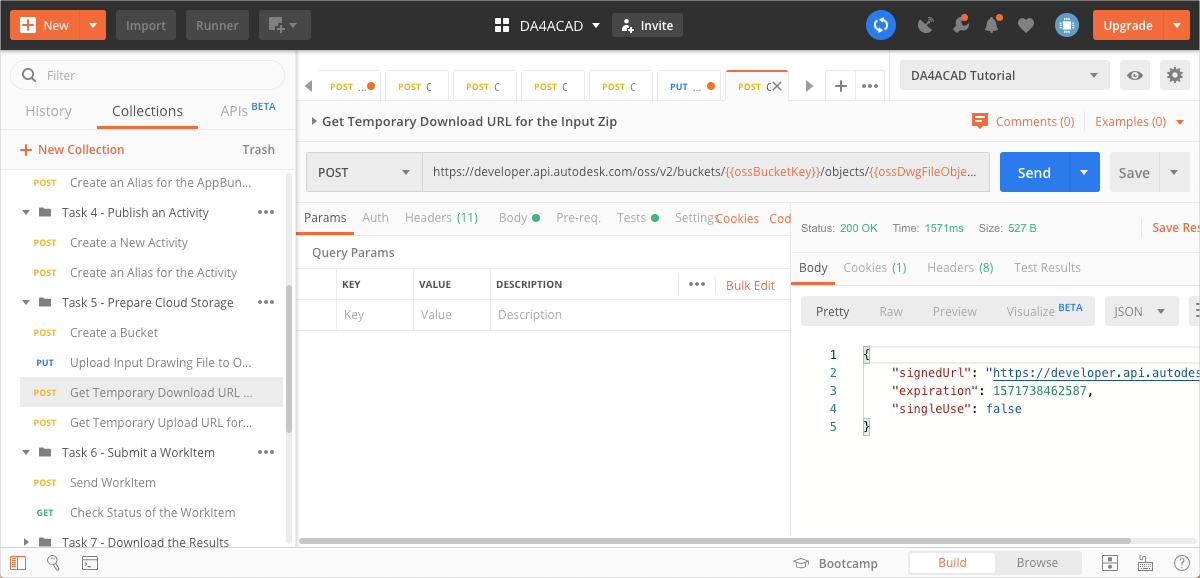 New Import Runner DA4ACAD Invite Upgrade
Filter
History Collections APIs BETA
New Collection Trash
POST Create an Alias for the AppBun...
Task 4 - Publish an Activity
POST Create a New Activity
POST Create an Alias for the Activity
Task 5 - Prepare Cloud Storage
POST Create a Bucket
PUT Upload Input Drawing File to O...
POST Get Temporary Download URL ...
POST Get Temporary Upload URL for...
Task 6 - Submit a WorkItem
POST Send WorkItem
GET Check Status of the WorkItem
Task 7 - Download the Results
POST ... POST C POST C POST C POST C PUT ... POST C DA4ACAD Tutorial
Get Temporary Download URL for the Input Zip Comments (0) Examples (0)
POST https://developer.api.autodesk.com/oss/v2/buckets/{{ossBucketKey}}/objects/{{ossDwgFileObje... Send Save
Params Auth Headers (11) Body Pre-req. Tests Settings Cookies Cod
Query Params
KEY VALUE DESCRIPTION Bulk Edit
Key Value Description
Status: 200 OK Time: 1571ms Size: 527 B Save Res
Body Cookies (1) Headers (8) Test Results
Pretty Raw Preview Visualize BETA JSON
1 {
2 "signedUrl": "https://developer.api.autodes
3 "expiration": 1571738462587,
4 "singleUse": false
5 }
Bootcamp Build Browse